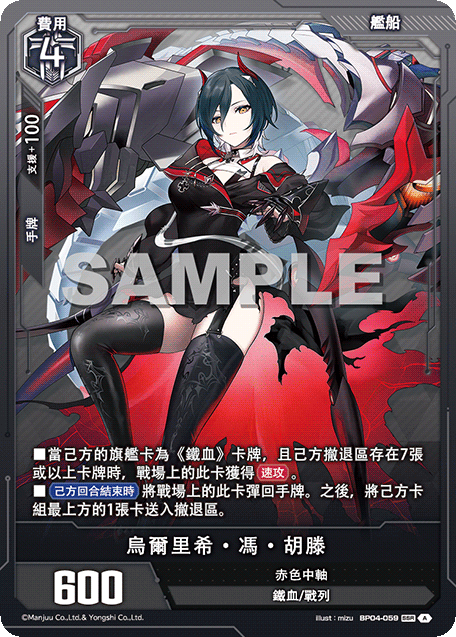 費用
4
艦船
支援+100
手牌
SAMPLE
■當己方的旗艦卡為《鐵血》卡牌，且己方撤退區存在7張
或以上卡牌時，戰場上的此卡獲得 速攻 。
■ 己方回合結束時 將戰場上的此卡彈回手牌。之後，將己方卡
組最上方的1張卡送入撤退區。
烏爾里希・馮・胡滕
600
赤色中軸
鐵血/戰列
©Manjuu Co.,Ltd.& Yongshi Co.,Ltd.
illust：mizu BP04-059 SSR A